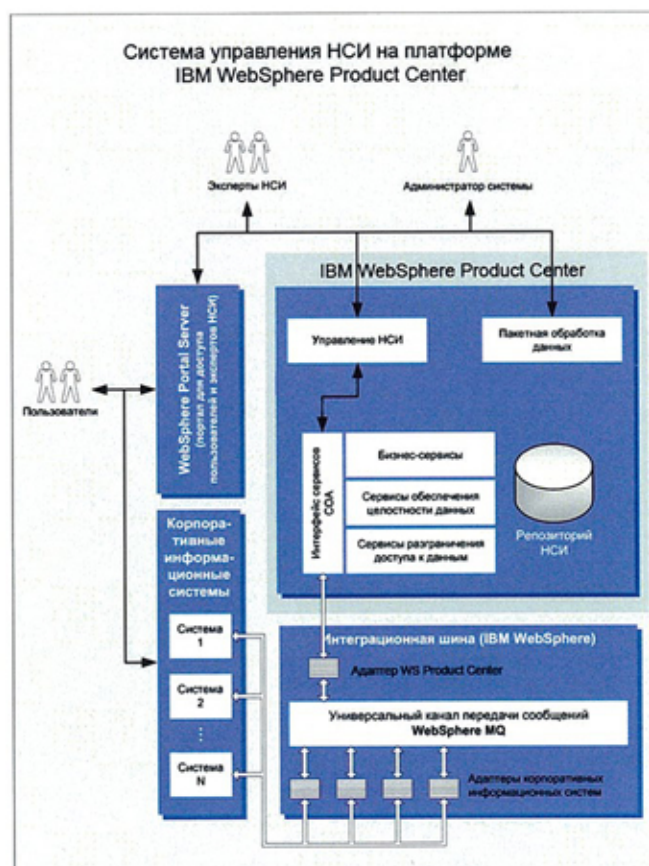 Система управления НСИ на платформе
IBM WebSphere Product Center
Эксперты НСИ
Администратор системы
IBM WebSphere Product Center
WebSphere Portal Server
(портал для доступа
пользователей и экспертов НСИ)
Управление НСИ
Пакетная обработка
данных
Пользователи
Интерфейс сервисов
СОА
Бизнес-сервисы
Сервисы обеспечения
целостности данных
Сервисы разграничения
доступа к данным
Репозиторий
НСИ
Корпора-
тивные
информа-
ционные
системы
Система
1
Система
2
...
Система
N
Интеграционная шина (IBM WebSphere)
Адаптер WS Product Center
Универсальный канал передачи сообщений
WebSphere MQ
Адаптеры корпоративных
информационных систем